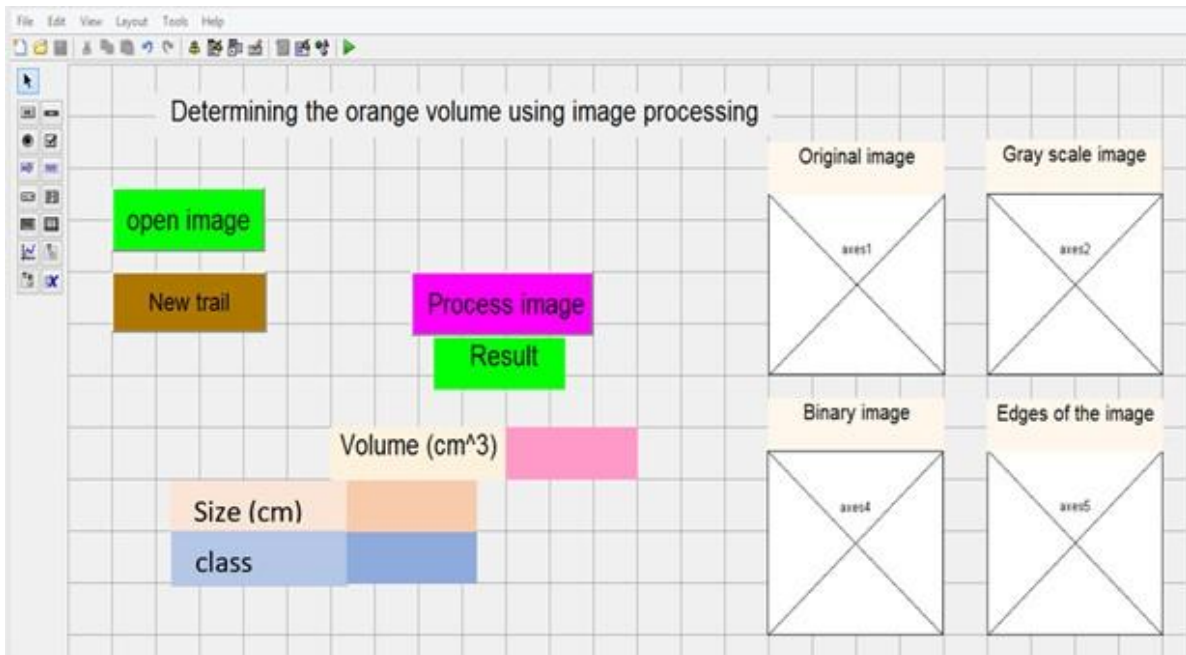 File Edit View Layout Tools Help
Determining the orange volume using image processing
Original image
Gray scale image
open image
axes1
axes2
New trail
Process image
Result
Binary image
Edges of the image
Volume (cm^3)
Size (cm)
axes4
axes5
class